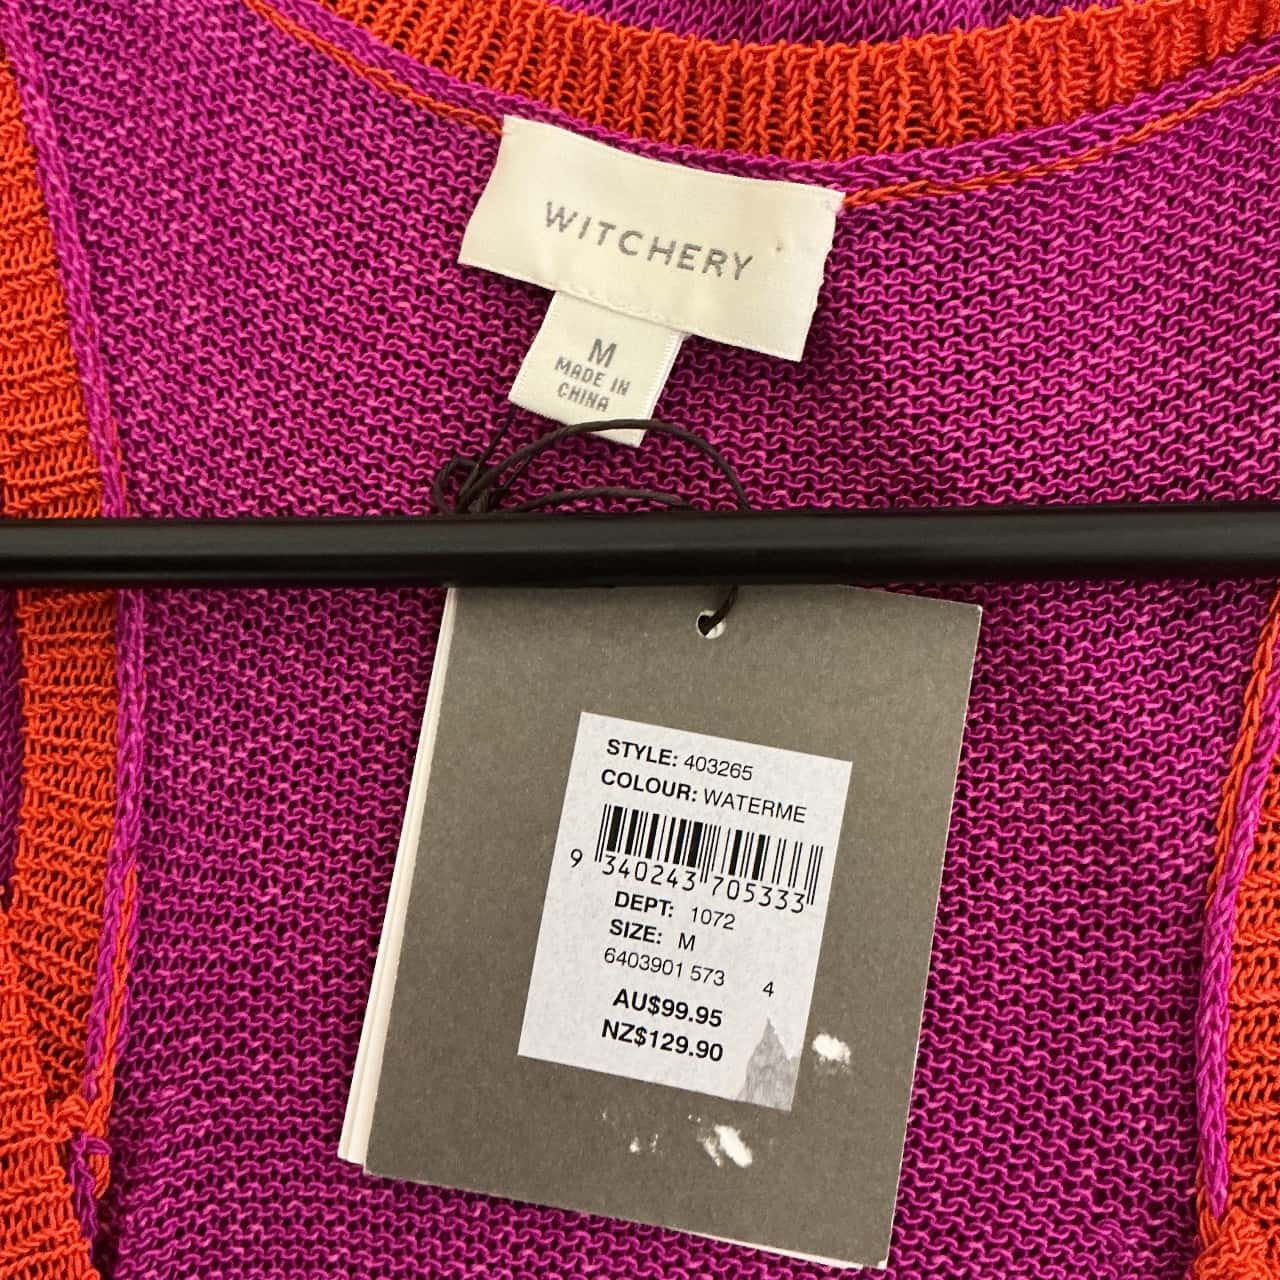 WITCHERY
M
MADE IN
CHINA
STYLE: 403265
COLOUR: WATERME
9 340243 705333
DEPT: 1072
SIZE: M
6403901 573 4
AU$99.95
NZ$129.90